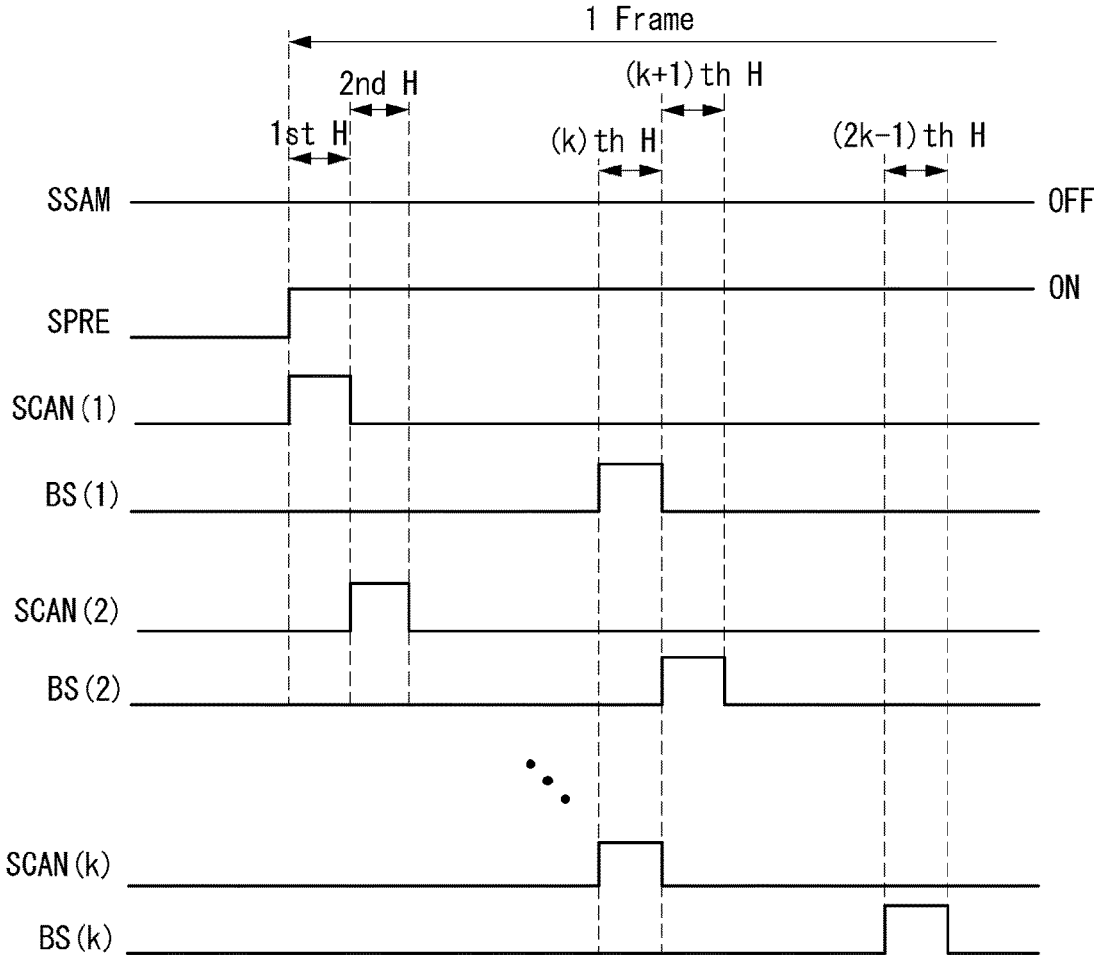 1 Frame
(k+1)th H
2nd H
1st H
(k)th H
(2k-1)th H
SSAM
OFF
SPRE
ON
SCAN(1)
BS(1)
SCAN(2)
BS(2)
SCAN(k)
BS(k)